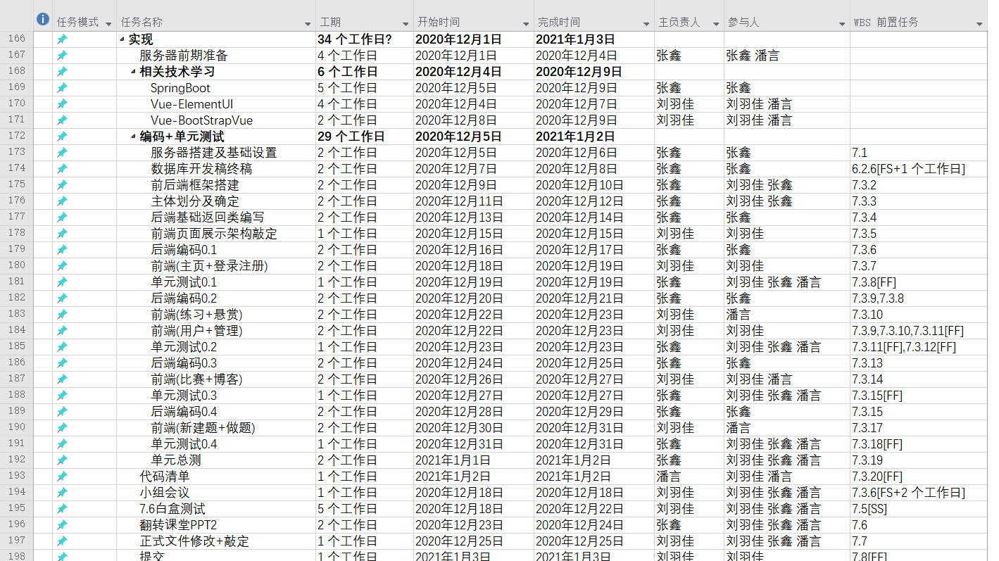 任务模式 任务名称 工期 开始时间 完成时间 主负责人 参与人 WBS 前置任务
166 实现 34 个工作日? 2020年12月1日 2021年1月3日
167 服务器前期准备 4 个工作日 2020年12月1日 2020年12月4日 张鑫 张鑫 潘言
168 相关技术学习 6 个工作日 2020年12月4日 2020年12月9日
169 SpringBoot 5 个工作日 2020年12月5日 2020年12月9日 张鑫 张鑫
170 Vue-ElementUI 4 个工作日 2020年12月4日 2020年12月7日 刘羽佳 刘羽佳 潘言
171 Vue-BootStrapVue 2 个工作日 2020年12月8日 2020年12月9日 刘羽佳 刘羽佳 潘言
172 编码+单元测试 29 个工作日 2020年12月5日 2021年1月2日
173 服务器搭建及基础设置 2 个工作日 2020年12月5日 2020年12月6日 张鑫 张鑫 7.1
174 数据库开发稿终稿 2 个工作日 2020年12月7日 2020年12月8日 张鑫 张鑫 6.2.6[FS+1 个工作日]
175 前后端框架搭建 2 个工作日 2020年12月9日 2020年12月10日 张鑫 刘羽佳 张鑫 7.3.2
176 主体划分及确定 2 个工作日 2020年12月11日 2020年12月12日 张鑫 刘羽佳 张鑫 7.3.3
177 后端基础返回类编写 2 个工作日 2020年12月13日 2020年12月14日 张鑫 张鑫 7.3.4
178 前端页面展示架构敲定 1 个工作日 2020年12月15日 2020年12月15日 刘羽佳 刘羽佳 7.3.5
179 后端编码0.1 2 个工作日 2020年12月16日 2020年12月17日 张鑫 张鑫 7.3.6
180 前端(主页+登录注册) 2 个工作日 2020年12月18日 2020年12月19日 刘羽佳 刘羽佳 7.3.7
181 单元测试0.1 1 个工作日 2020年12月19日 2020年12月19日 张鑫 刘羽佳 张鑫 潘言 7.3.8[FF]
182 后端编码0.2 2 个工作日 2020年12月20日 2020年12月21日 张鑫 张鑫 7.3.9,7.3.8
183 前端(练习+悬赏) 2 个工作日 2020年12月22日 2020年12月23日 刘羽佳 潘言 7.3.10
184 前端(用户+管理) 2 个工作日 2020年12月22日 2020年12月23日 刘羽佳 刘羽佳 7.3.9,7.3.10,7.3.11[FF]
185 单元测试0.2 1 个工作日 2020年12月23日 2020年12月23日 张鑫 刘羽佳 张鑫 潘言 7.3.11[FF],7.3.12[FF]
186 后端编码0.3 2 个工作日 2020年12月24日 2020年12月25日 张鑫 张鑫 7.3.13
187 前端(比赛+博客) 2 个工作日 2020年12月26日 2020年12月27日 刘羽佳 刘羽佳 潘言 7.3.14
188 单元测试0.3 1 个工作日 2020年12月27日 2020年12月27日 张鑫 刘羽佳 张鑫 潘言 7.3.15[FF]
189 后端编码0.4 2 个工作日 2020年12月28日 2020年12月29日 张鑫 张鑫 7.3.15
190 前端(新建题+做题) 2 个工作日 2020年12月30日 2020年12月31日 刘羽佳 潘言 7.3.17
191 单元测试0.4 1 个工作日 2020年12月31日 2020年12月31日 张鑫 刘羽佳 张鑫 潘言 7.3.18[FF]
192 单元总测 2 个工作日 2021年1月1日 2021年1月2日 张鑫 刘羽佳 张鑫 潘言 7.3.19
193 代码清单 1 个工作日 2021年1月2日 2021年1月2日 潘言 刘羽佳 潘言 7.3.20[FF]
194 小组会议 1 个工作日 2020年12月18日 2020年12月18日 刘羽佳 刘羽佳 张鑫 潘言 7.3.6[FS+2 个工作日]
195 7.6白盒测试 5 个工作日 2020年12月18日 2020年12月22日 刘羽佳 刘羽佳 张鑫 潘言 7.5[SS]
196 翻转课堂PPT2 2 个工作日 2020年12月23日 2020年12月24日 张鑫 刘羽佳 张鑫 潘言 7.6
197 正式文件修改+敲定 1 个工作日 2020年12月25日 2020年12月25日 刘羽佳 刘羽佳 张鑫 潘言 7.7
198 提交 1 个工作日 2021年1月3日 2021年1月3日 刘羽佳 刘羽佳 7.8[FF]